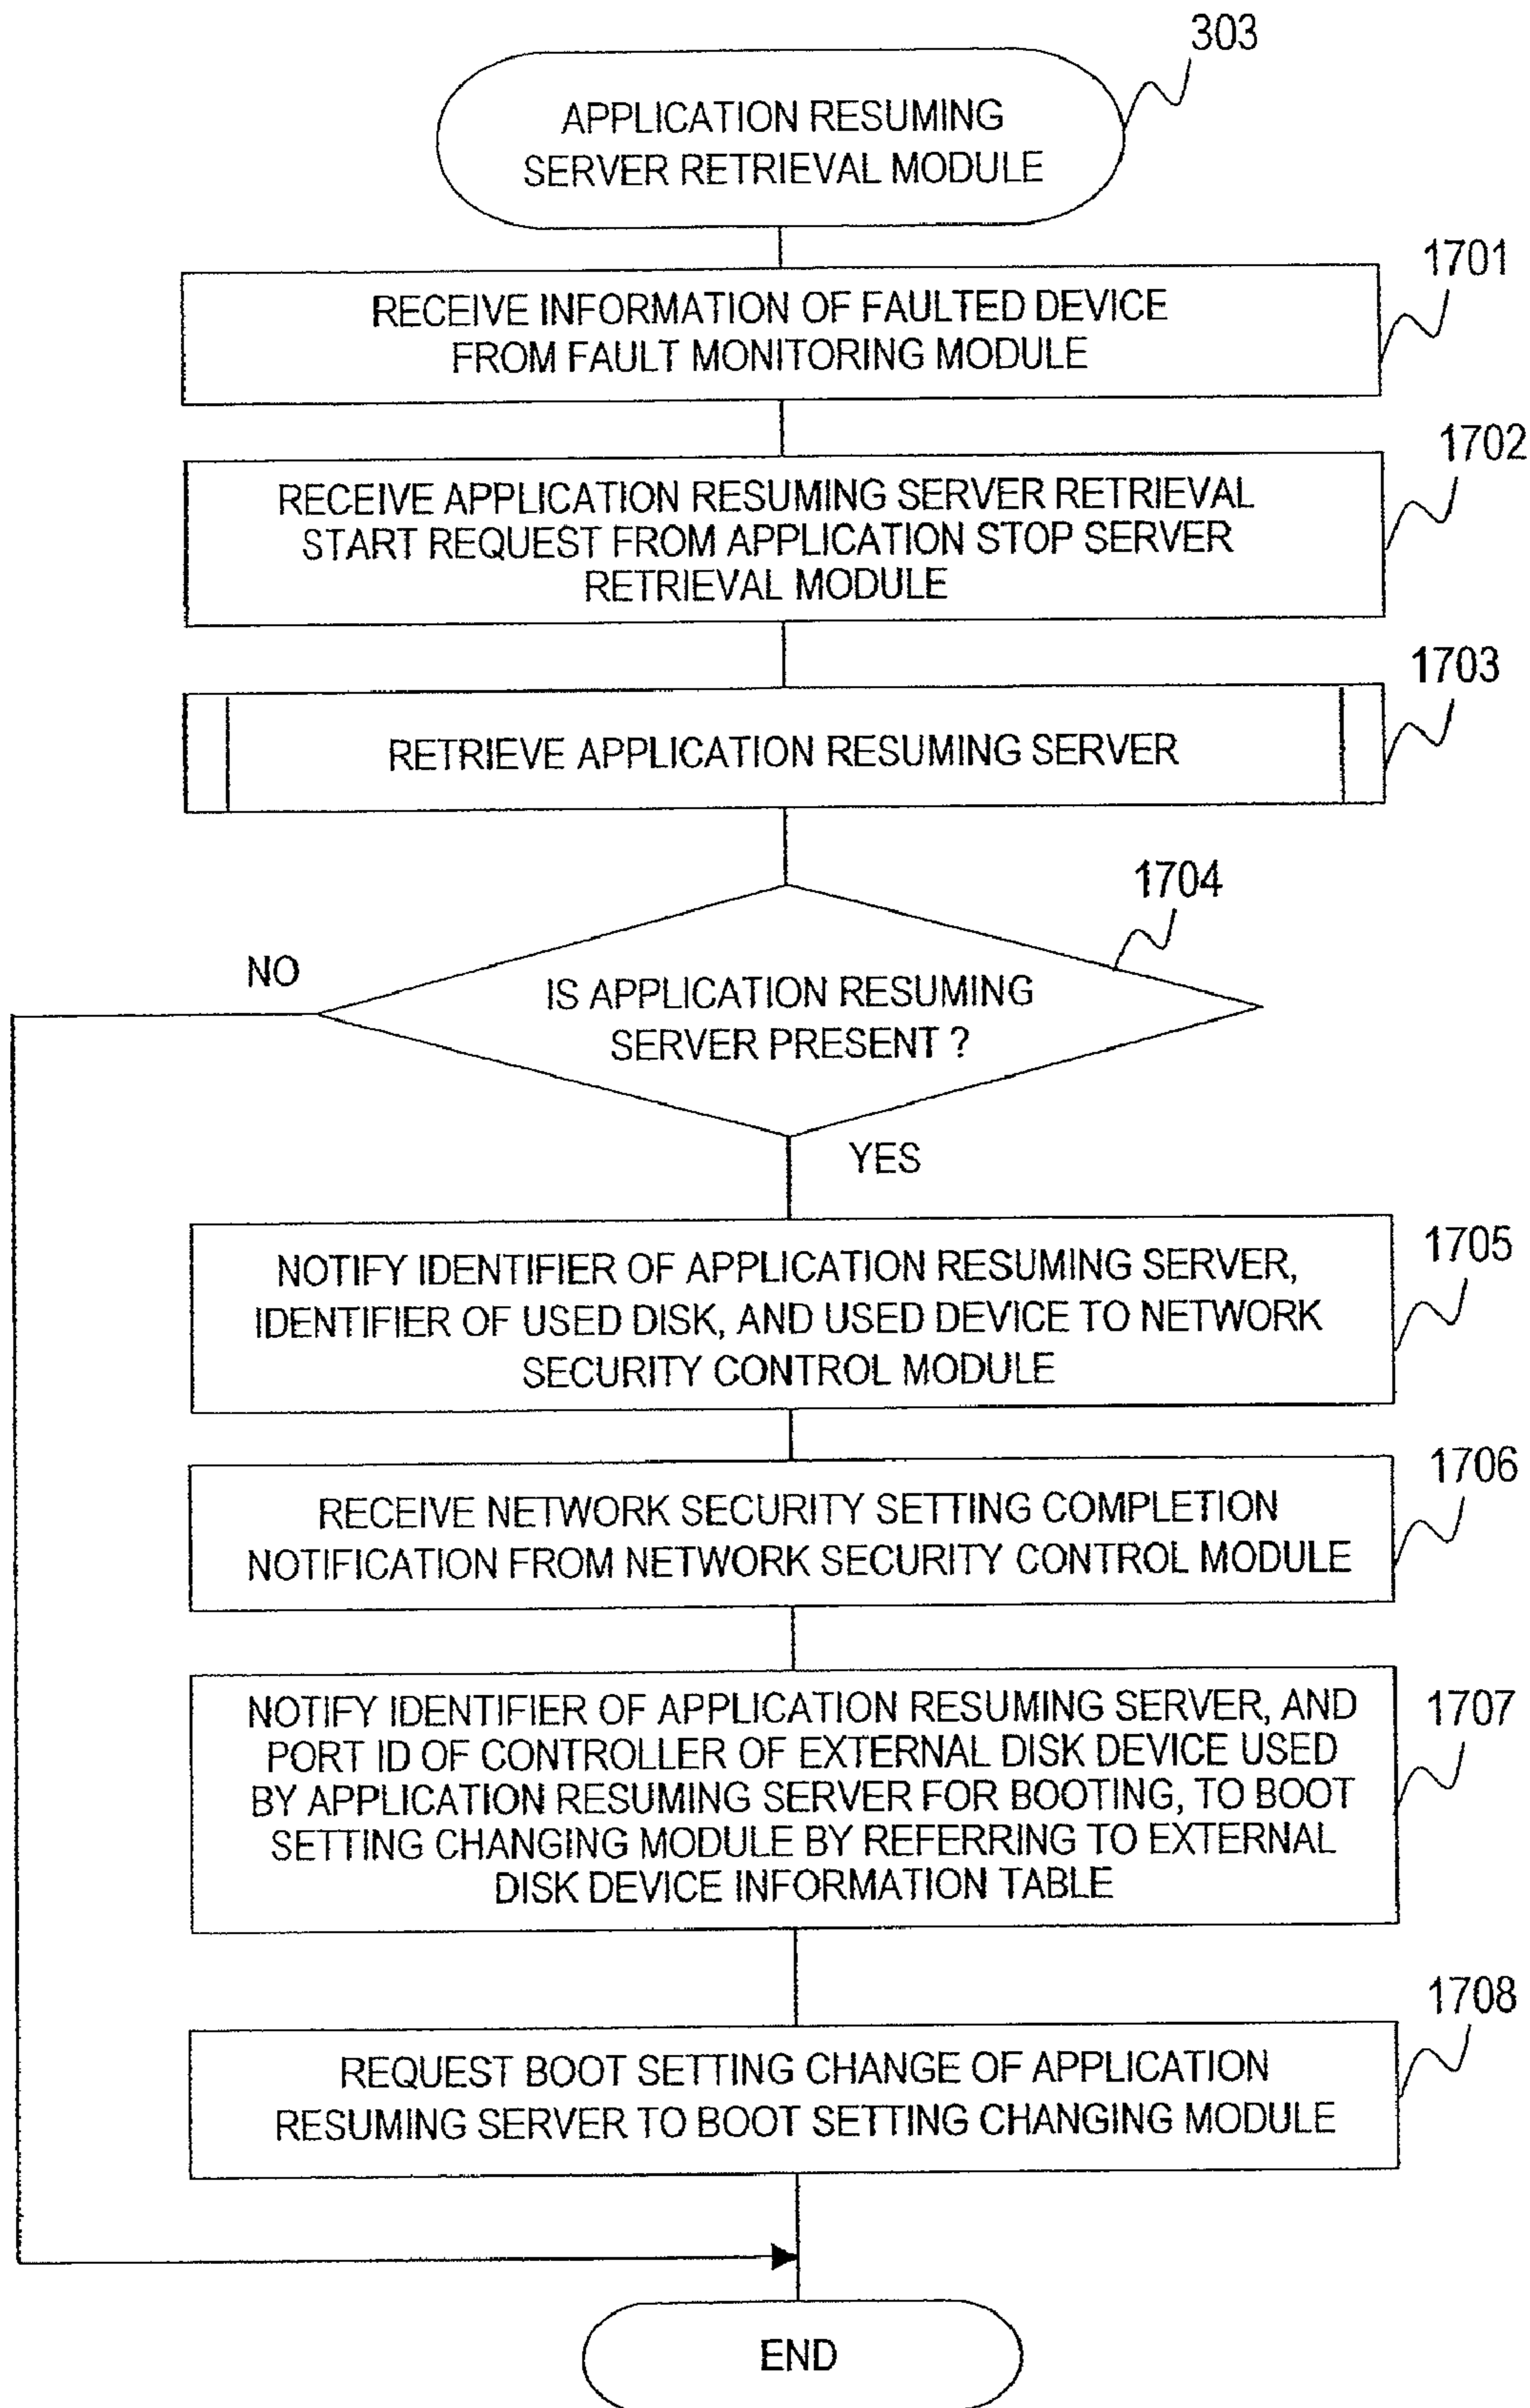 303
APPLICATION RESUMING
SERVER RETRIEVAL MODULE
1701
RECEIVE INFORMATION OF FAULTED DEVICE
FROM FAULT MONITORING MODULE
1702
RECEIVE APPLICATION RESUMING SERVER RETRIEVAL
START REQUEST FROM APPLICATION STOP SERVER
RETRIEVAL MODULE
1703
RETRIEVE APPLICATION RESUMING SERVER
1704
NO
IS APPLICATION RESUMING
SERVER PRESENT ?
YES
1705
NOTIFY IDENTIFIER OF APPLICATION RESUMING SERVER,
IDENTIFIER OF USED DISK, AND USED DEVICE TO NETWORK
SECURITY CONTROL MODULE
1706
RECEIVE NETWORK SECURITY SETTING COMPLETION
NOTIFICATION FROM NETWORK SECURITY CONTROL MODULE
1707
NOTIFY IDENTIFIER OF APPLICATION RESUMING SERVER, AND
PORT ID OF CONTROLLER OF EXTERNAL DISK DEVICE USED
BY APPLICATION RESUMING SERVER FOR BOOTING, TO BOOT
SETTING CHANGING MODULE BY REFERRING TO EXTERNAL
DISK DEVICE INFORMATION TABLE
1708
REQUEST BOOT SETTING CHANGE OF APPLICATION
RESUMING SERVER TO BOOT SETTING CHANGING MODULE
END